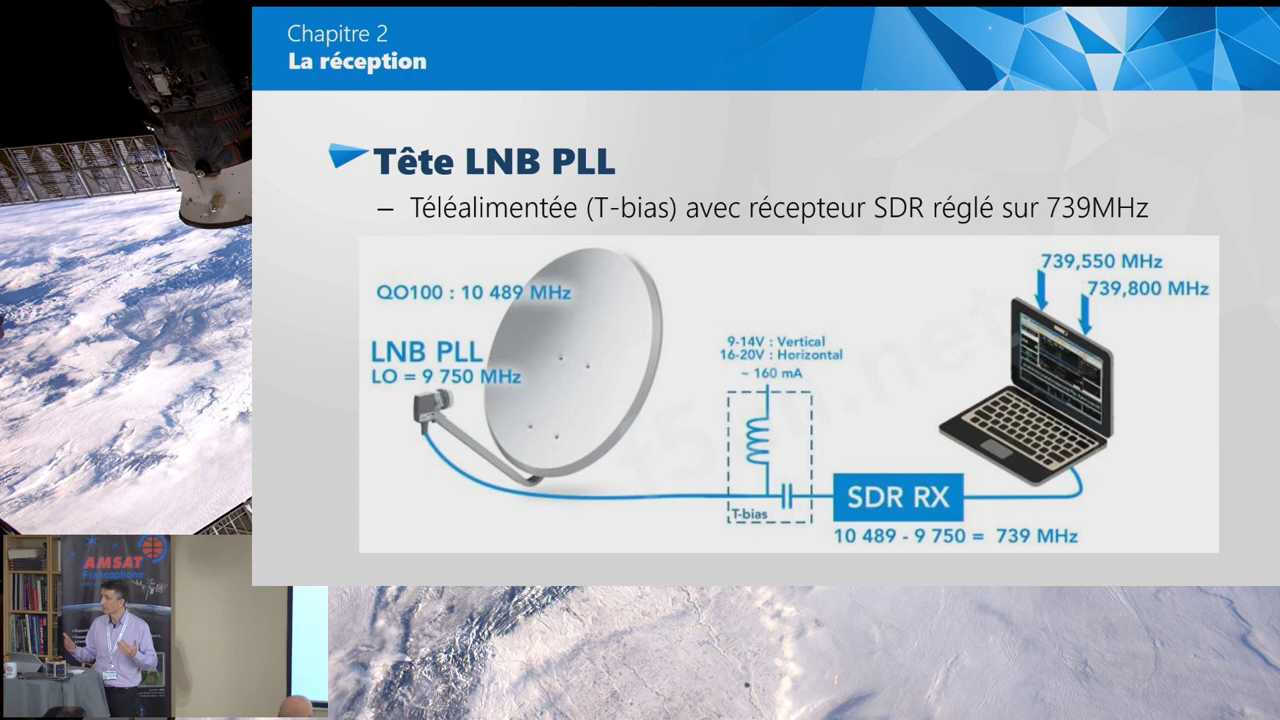 Chapitre 2
La réception
Tête LNB PLL
– Téléalimentée (T-bias) avec récepteur SDR réglé sur 739MHz
QO100 : 10 489 MHz
LNB PLL
LO = 9 750 MHz
9-14V : Vertical
16-20V : Horizontal
~ 160 mA
T-bias
739,550 MHz
739,800 MHz
SDR RX
10 489 - 9 750 = 739 MHz
AMSAT
Francophone